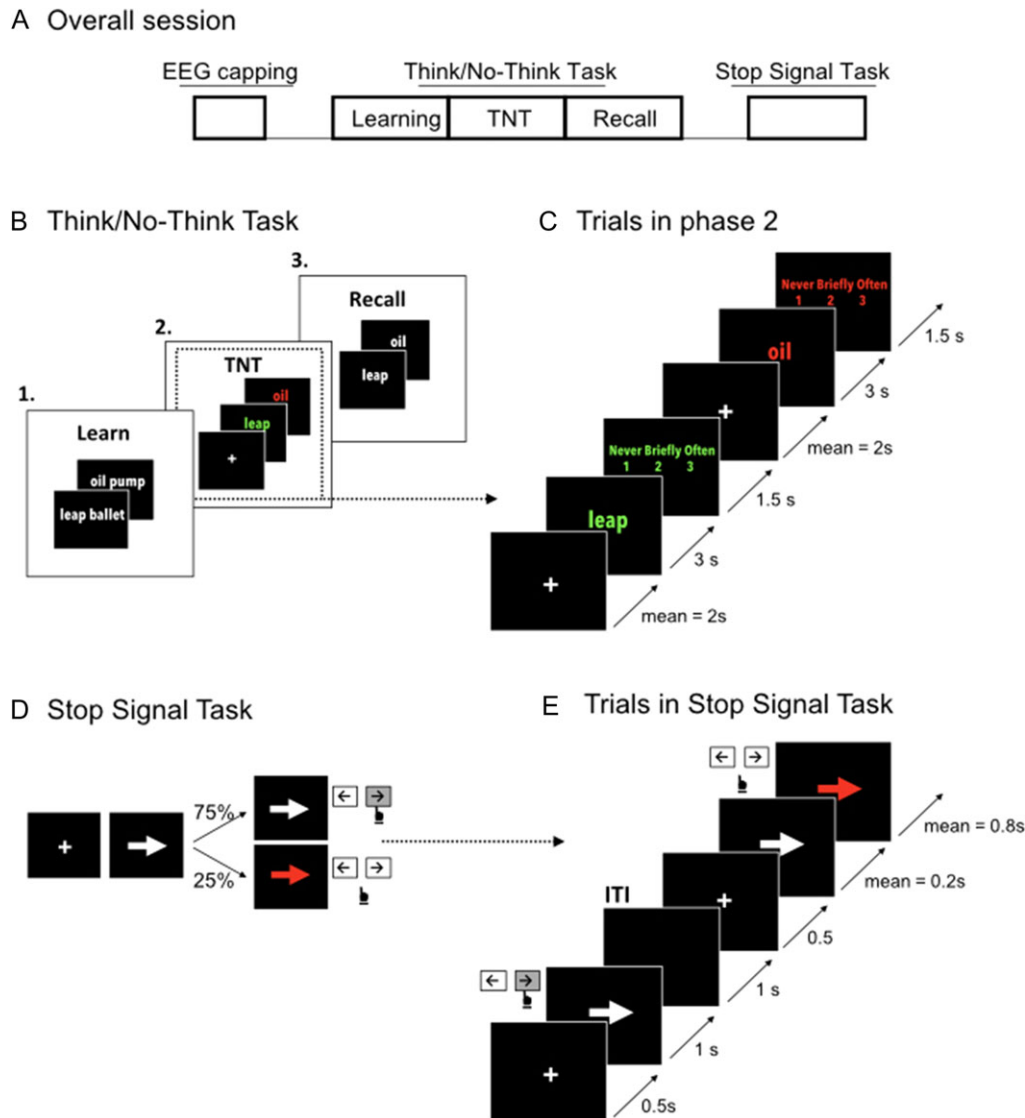 A Overall session
EEG capping
Think/No-Think Task
Stop Signal Task
Learning
TNT
Recall
B Think/No-Think Task
1.
Learn
oil pump
leap ballet
2.
TNT
oil
leap
+
3.
Recall
oil
leap
C Trials in phase 2
Never Briefly Often
1 2 3
1.5 s
oil
3 s
+
mean = 2s
Never Briefly Often
1 2 3
1.5 s
leap
3 s
+
mean = 2s
D Stop Signal Task
+
75%
25%
E Trials in Stop Signal Task
mean = 0.8s
mean = 0.2s
+
0.5
ITI
1 s
1 s
+
0.5s